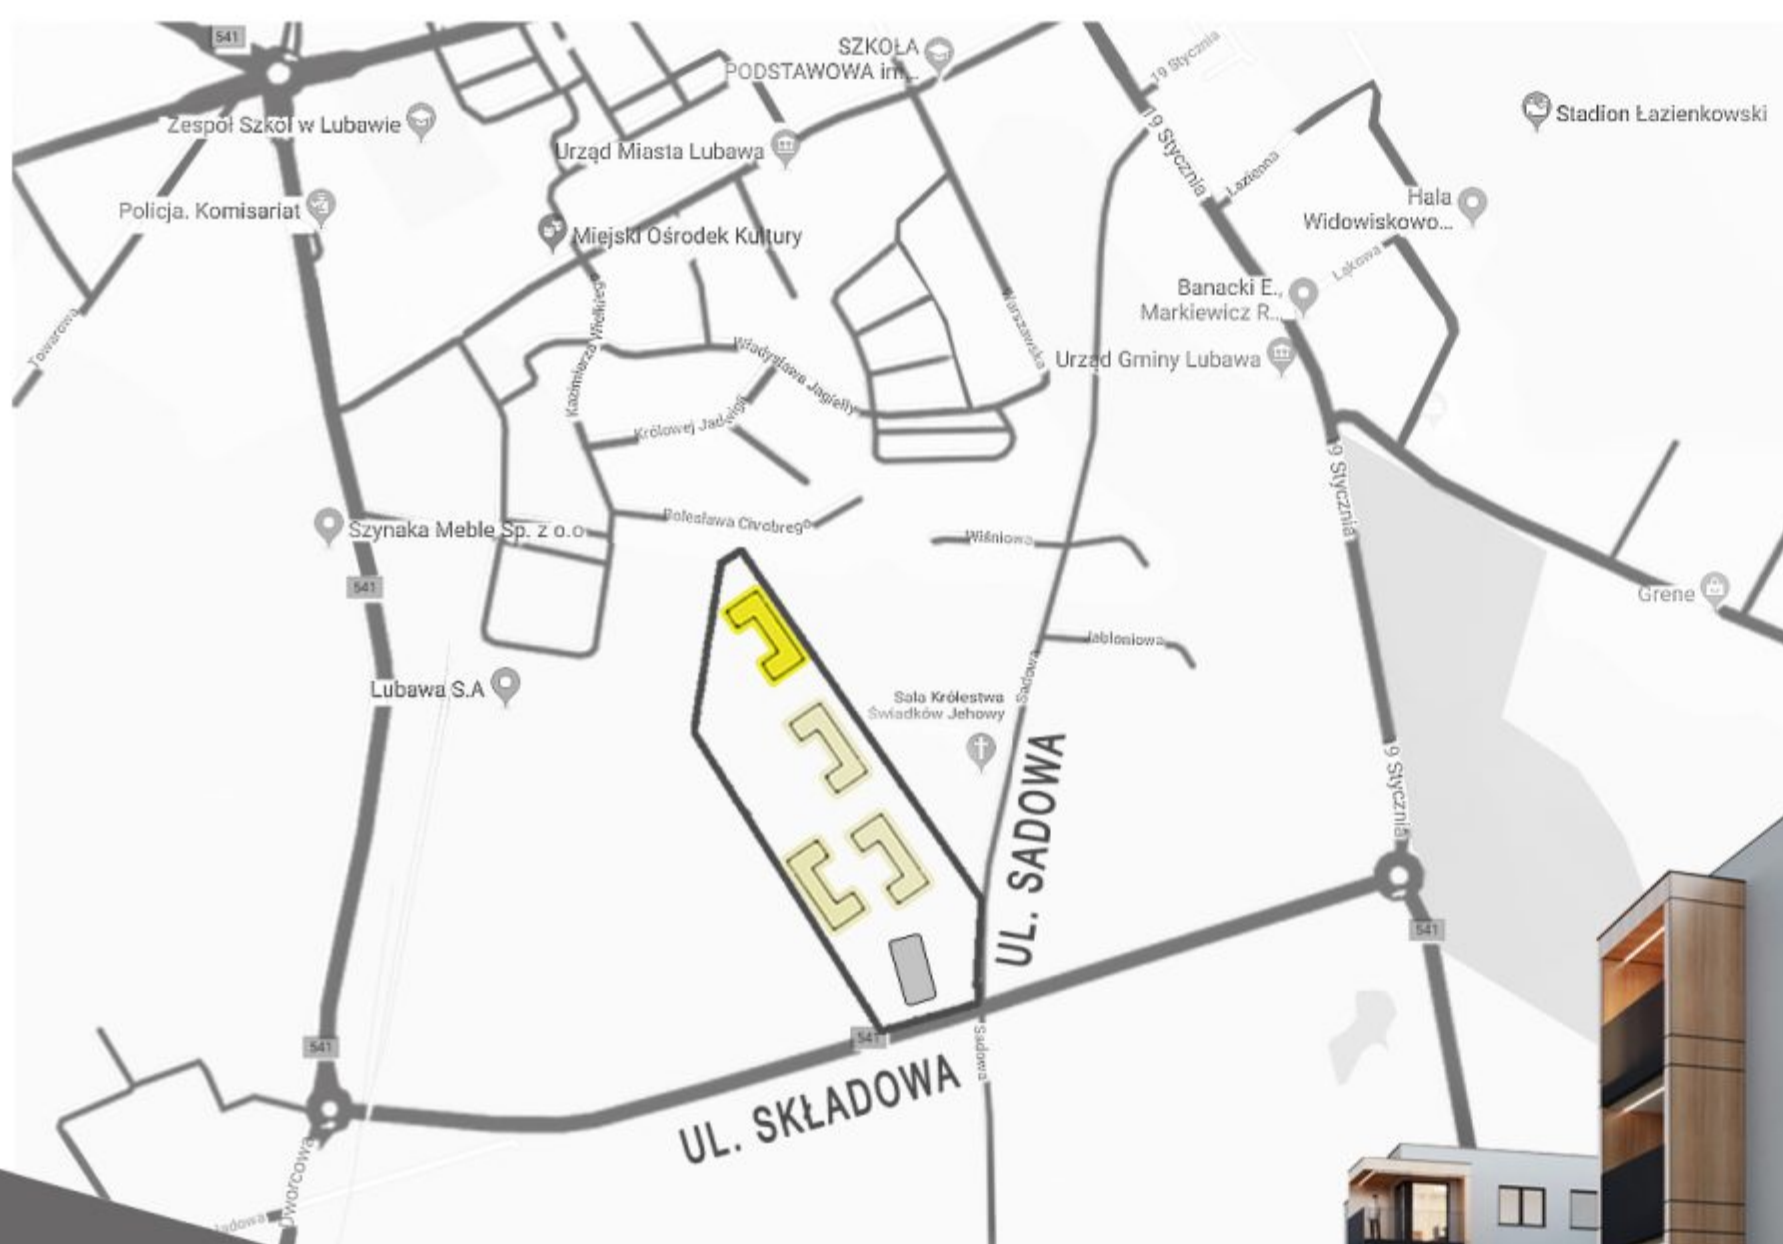 541
SZKOŁA
PODSTAWOWA im...
19 Stycznia
Stadion Łazienkowski
Zespół Szkół w Lubawie
Urząd Miasta Lubawa
19 Stycznia
Łazienna
Policja. Komisariat
Hala
Widowiskowo...
Miejski Ośrodek Kultury
Łąkowa
Banacki E.,
Markiewicz R...
Towarowa
Kazimierza Wielkiego
Warszawska
Władysława Jagiełły
Urząd Gminy Lubawa
Królowej Jadwigi
19 Stycznia
Szynaka Meble Sp. z o.o
Bolesława Chrobrego
Wiśniowa
541
Grene
Jabłoniowa
Lubawa S.A
Sadowa
Sala Królestwa
Świadków Jehowy
UL. SADOWA
19 Stycznia
541
541
541
Sadowa
UL. SKŁADOWA
Dworcowa
ładowa